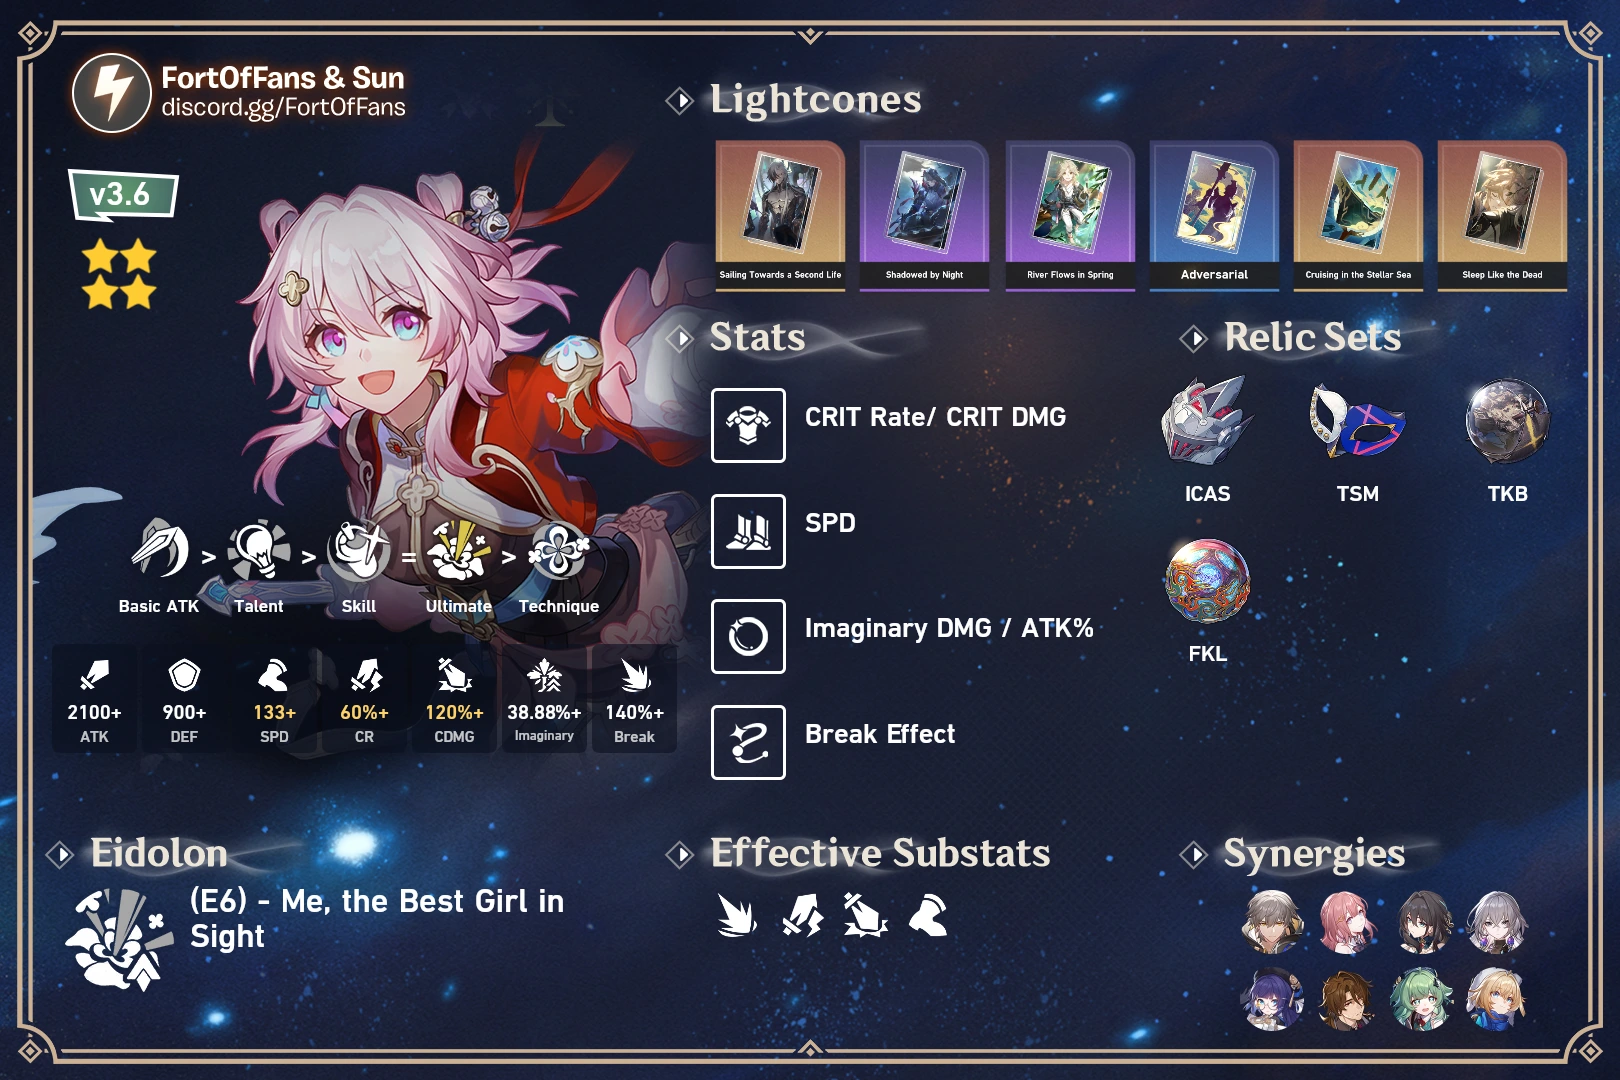 FortOfFans & Sun
discord.gg/FortOfFans
v3.6
Lightcones
Sailing Towards a Second Life
Shadowed by Night
River Flows in Spring
Adversarial
Cruising in the Stellar Sea
Sleep Like the Dead
Stats
CRIT Rate/ CRIT DMG
SPD
Imaginary DMG / ATK%
Break Effect
Relic Sets
ICAS
TSM
TKB
FKL
> > = >
Basic ATK Talent Skill Ultimate Technique
2100+ 900+ 133+ 60%+ 120%+ 38.88%+ 140%+
ATK DEF SPD CR CDMG Imaginary Break
Eidolon
(E6) - Me, the Best Girl in
Sight
Effective Substats
Synergies